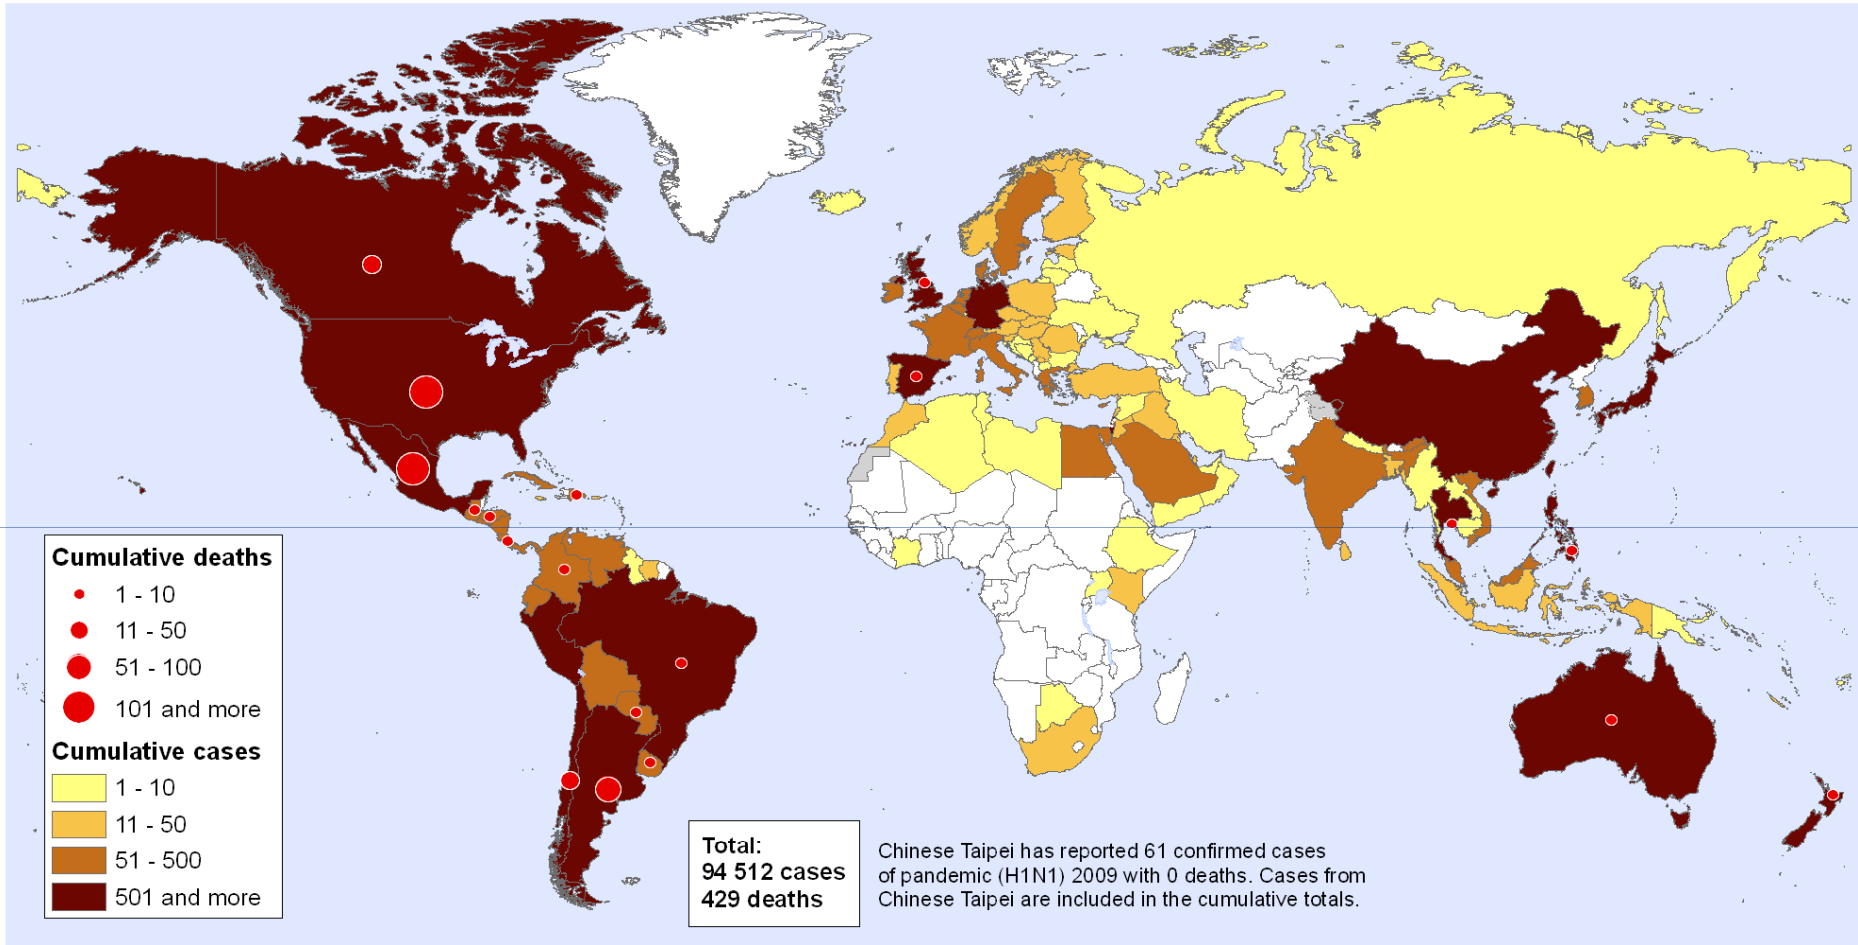 Cumulative deaths
1 - 10
11 - 50
51 - 100
101 and more
Cumulative cases
1 - 10
11 - 50
51 - 500
501 and more
Total:
94 512 cases
429 deaths
Chinese Taipei has reported 61 confirmed cases
of pandemic (H1N1) 2009 with 0 deaths. Cases from
Chinese Taipei are included in the cumulative totals.